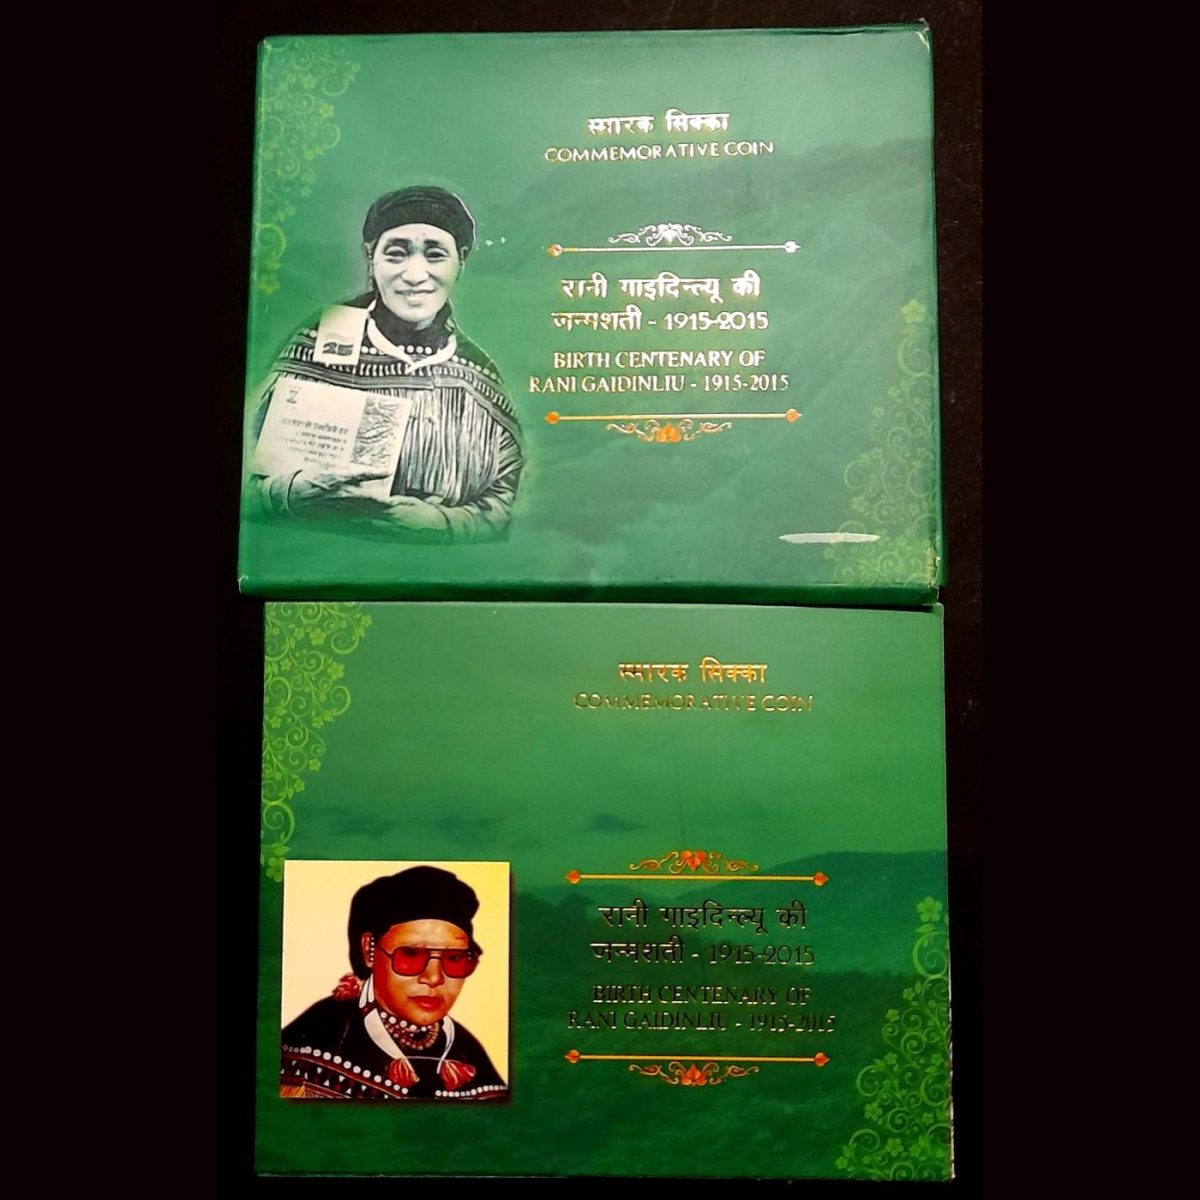 स्मारक सिक्का
COMMEMORATIVE COIN
रानी गाइदिन्ल्यू की
जन्मशती - 1915-2015
BIRTH CENTENARY OF
RANI GAIDINLIU - 1915-2015
25
स्मारक सिक्का
COMMEMORATIVE COIN
रानी गाइदिन्ल्यू की
जन्मशती - 1915-2015
BIRTH CENTENARY OF
RANI GAIDINLIU - 1915-2015